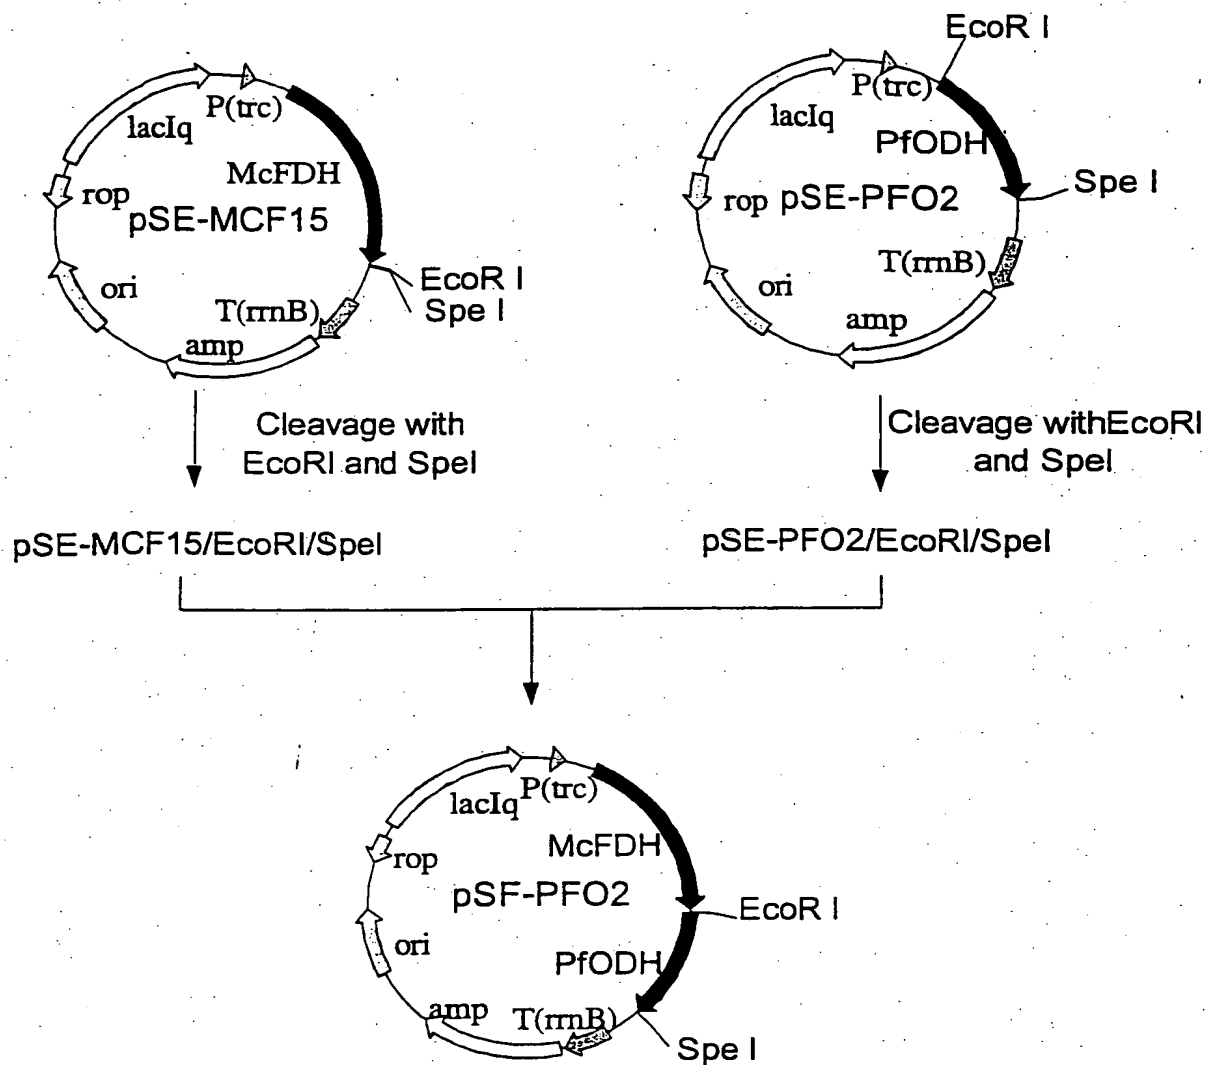 EcoR I
P(trc)
lacIq
McFDH
rop
pSE-MCF15
EcoR I
Spe I
ori
T(rrnB)
amp
P(trc)
lacIq
PfODH
Spe I
rop
pSE-PFO2
T(rrnB)
ori
amp
Cleavage with
EcoRI and SpeI
Cleavage withEcoRI
and SpeI
pSE-MCF15/EcoRI/SpeI
pSE-PFO2/EcoRI/SpeI
P(trc)
lacIq
McFDH
rop
pSF-PFO2
EcoR I
ori
PfODH
amp
T(rrnB)
Spe I